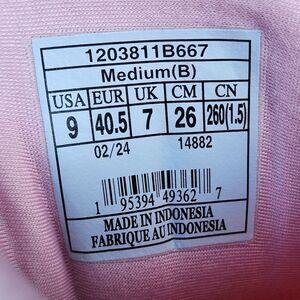 1203811B667
Medium(B)
USA EUR UK CM CN
9 40.5 7 26 260(1.5)
02/24 14882
1 95394 49362 7
MADE IN INDONESIA
FABRIQUE AU INDONESIA